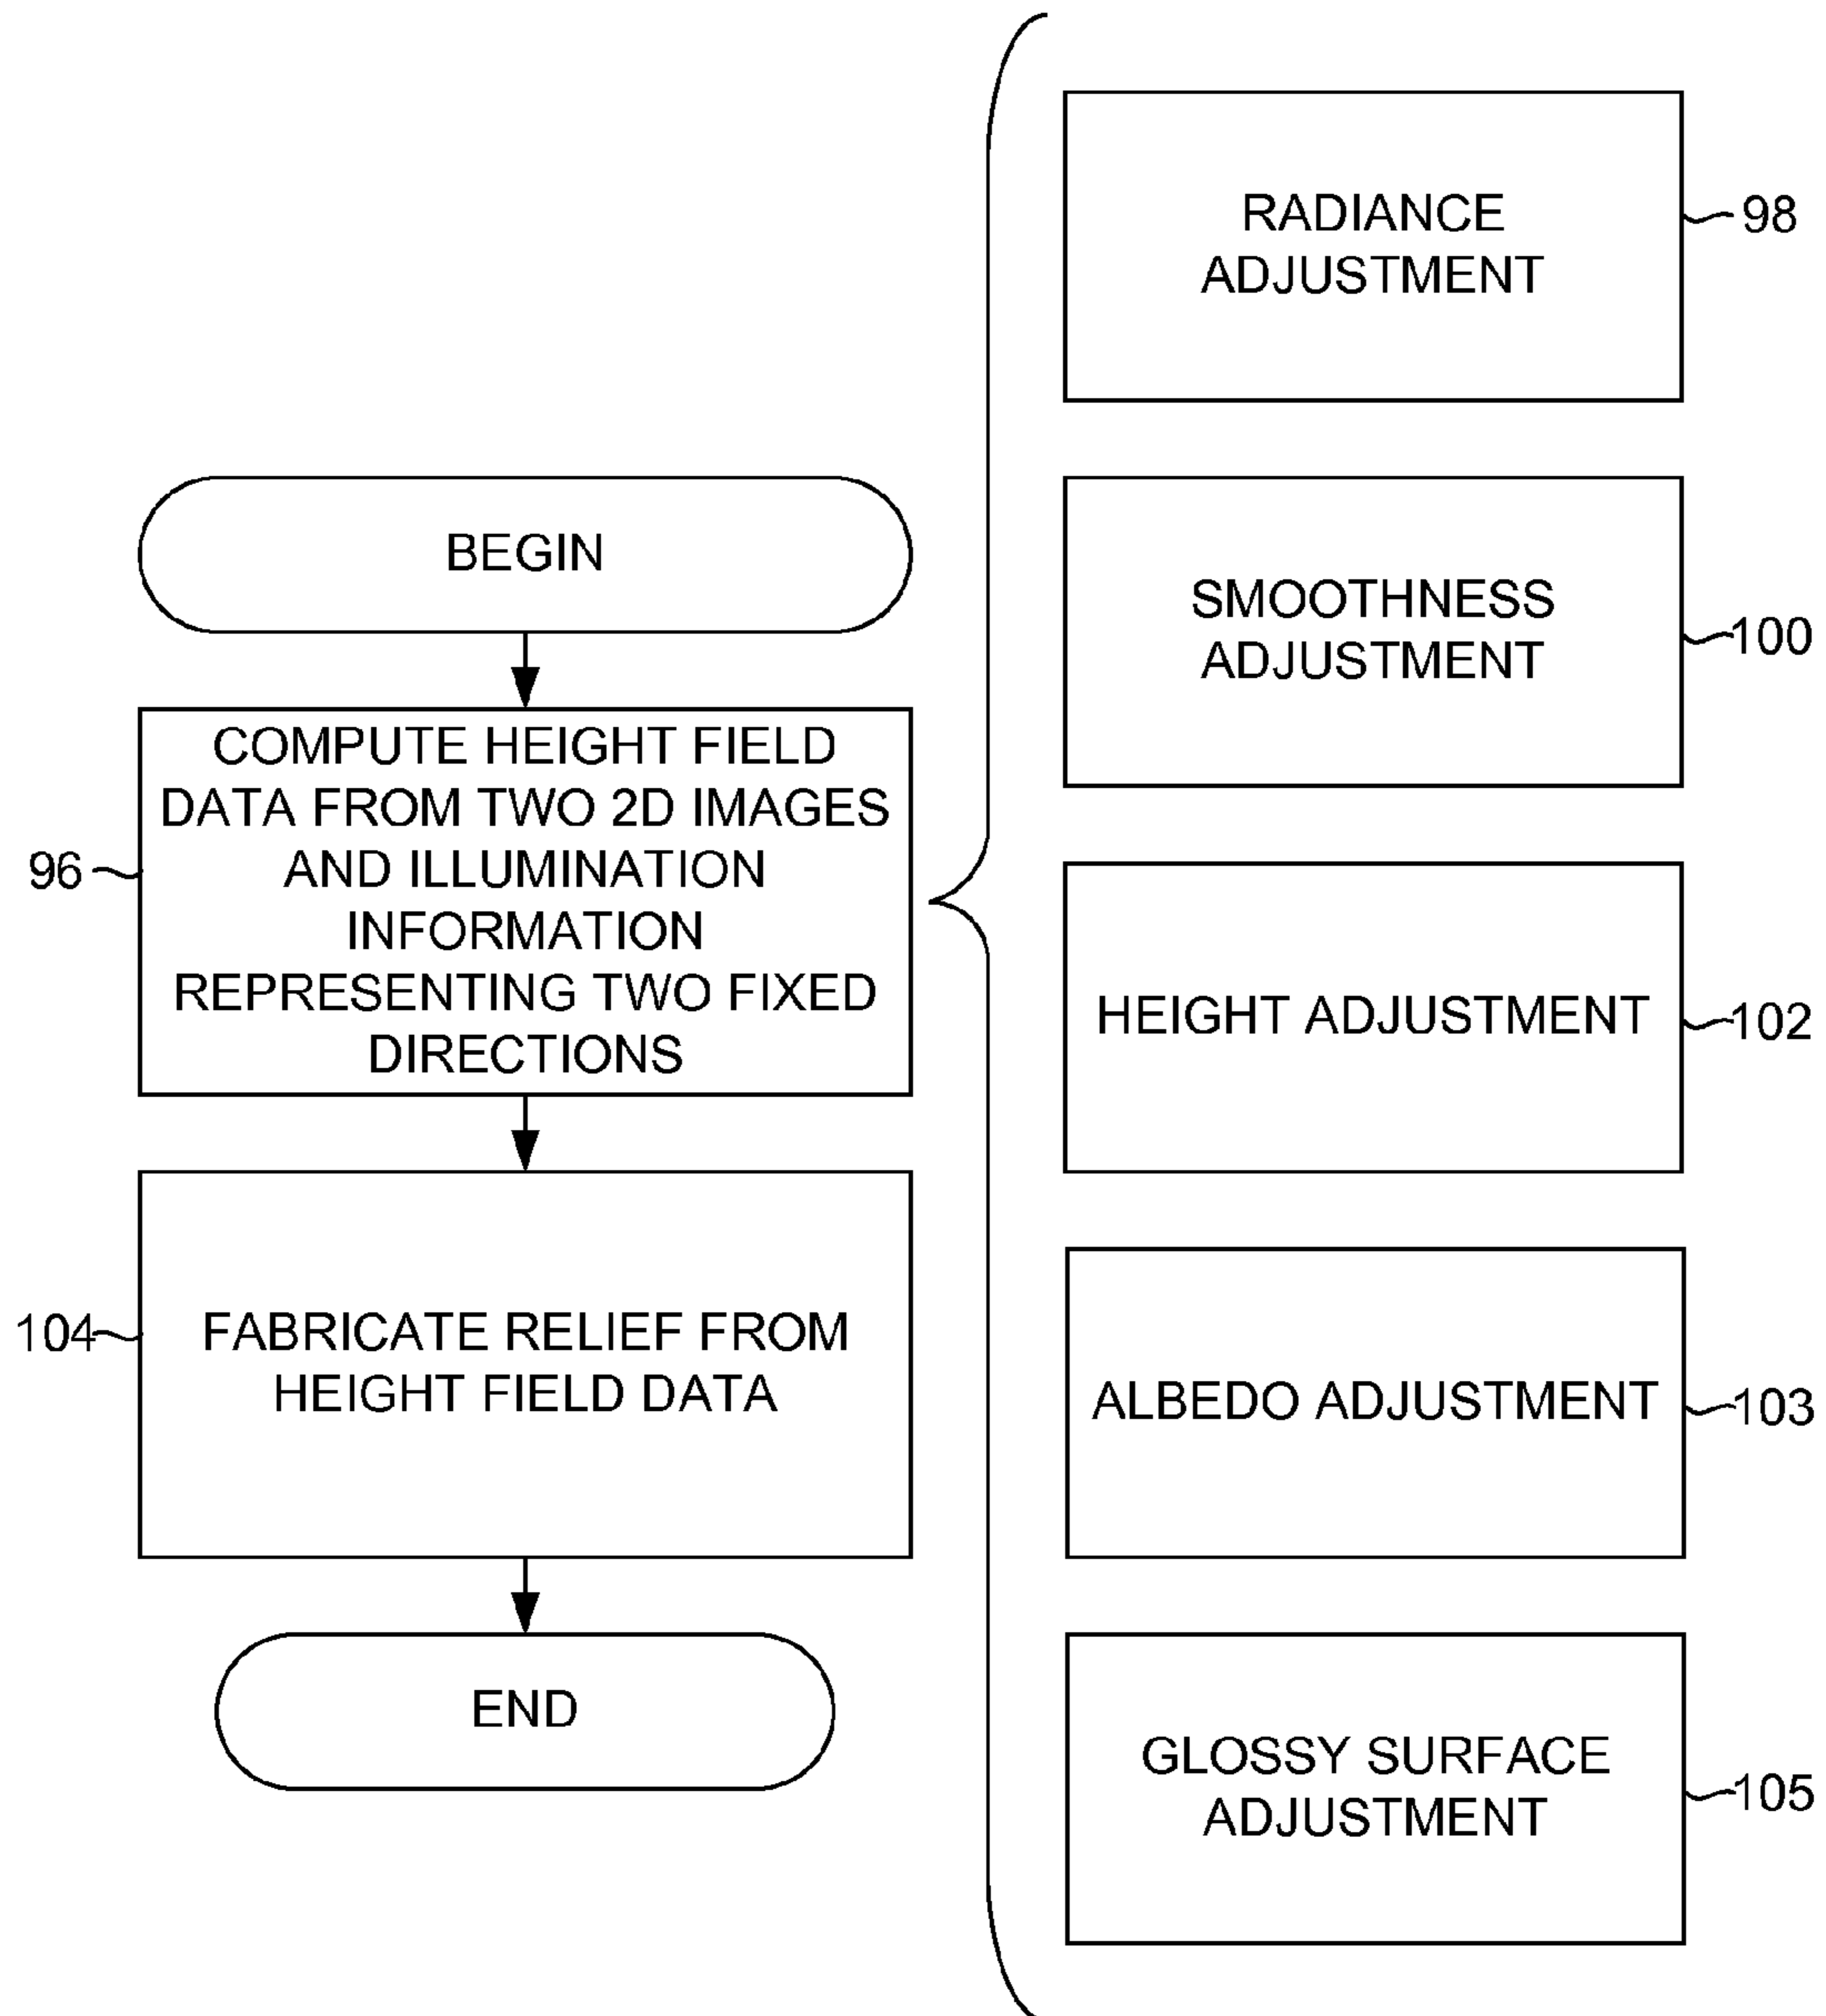 BEGIN
96
COMPUTE HEIGHT FIELD
DATA FROM TWO 2D IMAGES
AND ILLUMINATION
INFORMATION
REPRESENTING TWO FIXED
DIRECTIONS
104
FABRICATE RELIEF FROM
HEIGHT FIELD DATA
END
RADIANCE
ADJUSTMENT
98
SMOOTHNESS
ADJUSTMENT
100
HEIGHT ADJUSTMENT
102
ALBEDO ADJUSTMENT
103
GLOSSY SURFACE
ADJUSTMENT
105